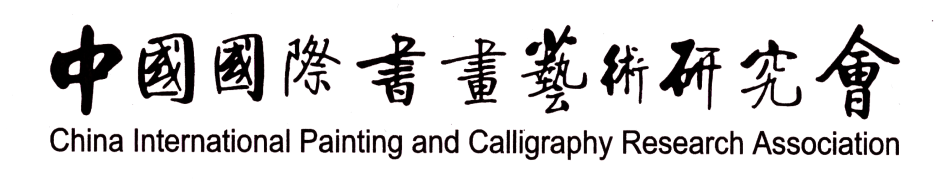 中國國際書畫藝術研究會
China International Painting and Calligraphy Research Association